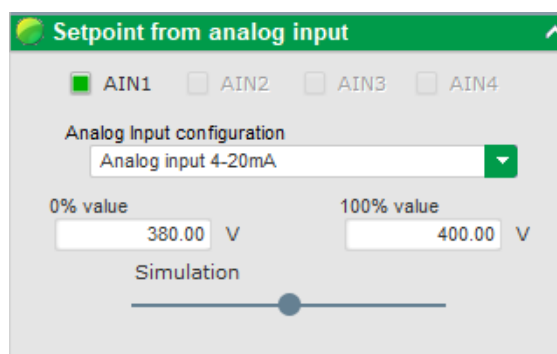 Setpoint from analog input
AIN1 AIN2 AIN3 AIN4
Analog Input configuration
Analog input 4-20mA
0% value 100% value
380.00 V 400.00 V
Simulation